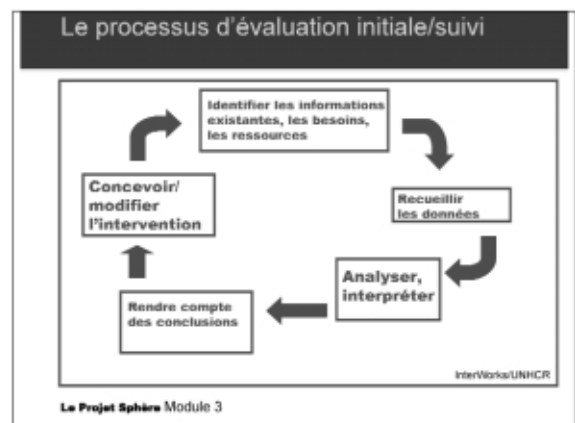 Le processus d'évaluation initiale/suivi
Identifier les informations
existantes, les besoins,
les ressources
Recueillir
les données
Analyser,
interpréter
Rendre compte
des conclusions
Concevoir/
modifier
l'intervention
InterWorks/UNHCR
Le Projet Sphère Module 3